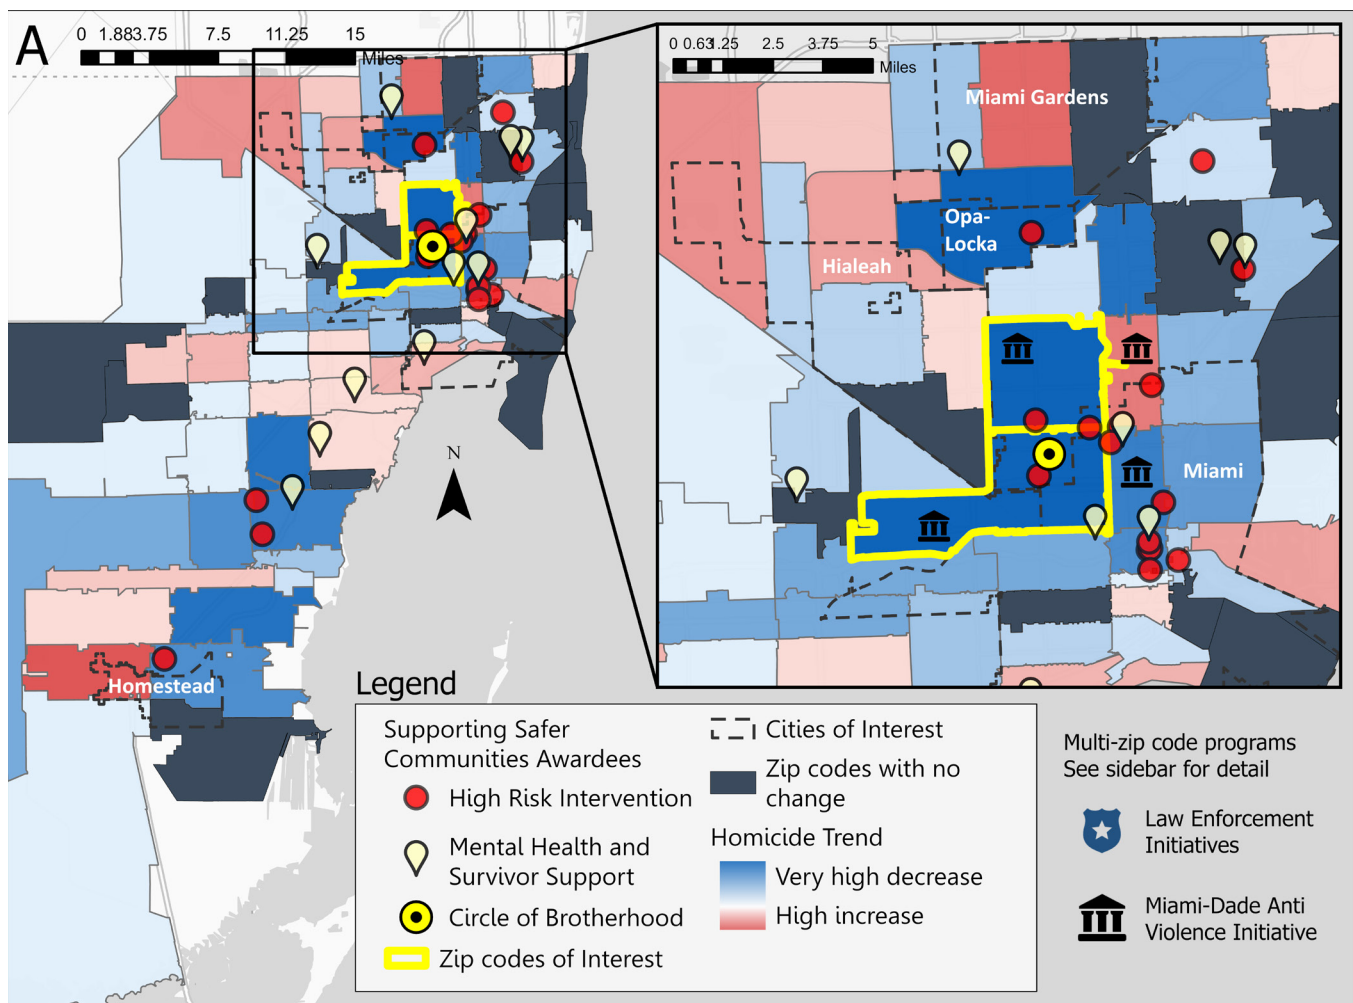 A
0 1.883.75 7.5 11.25 15
Miles
0 0.631.25 2.5 3.75 5
Miles
Miami Gardens
Opa-
Locka
Hialeah
Miami
N
Homestead
Legend
Supporting Safer
Communities Awardees
High Risk Intervention
Mental Health and
Survivor Support
Circle of Brotherhood
Zip codes of Interest
Cities of Interest
Zip codes with no
change
Homicide Trend
Very high decrease
High increase
Multi-zip code programs
See sidebar for detail
Law Enforcement
Initiatives
Miami-Dade Anti
Violence Initiative